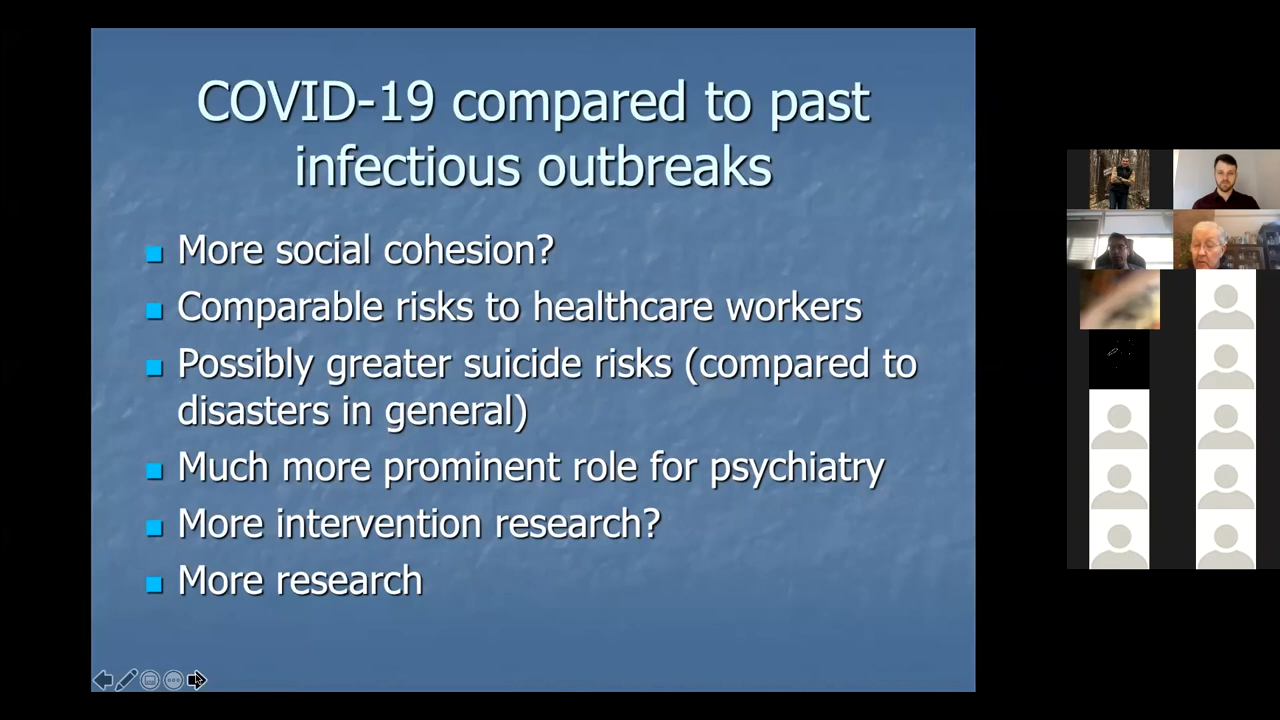 COVID-19 compared to past
infectious outbreaks
More social cohesion?
Comparable risks to healthcare workers
Possibly greater suicide risks (compared to
disasters in general)
Much more prominent role for psychiatry
More intervention research?
More research